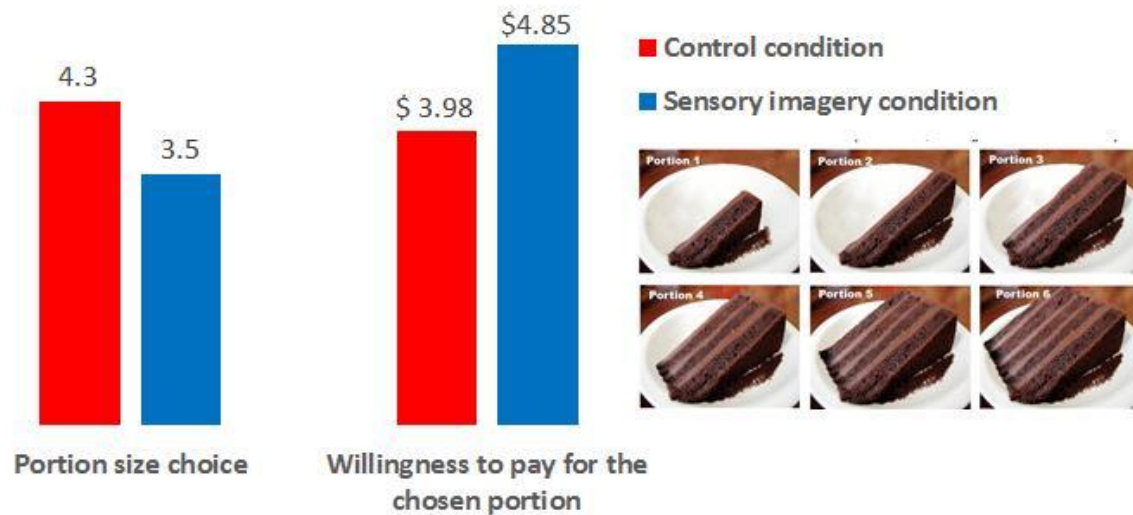 4.3
3.5
Portion size choice
$ 3.98
$4.85
Willingness to pay for the
chosen portion
Control condition
Sensory imagery condition
Portion 1
Portion 2
Portion 3
Portion 4
Portion 5
Portion 6